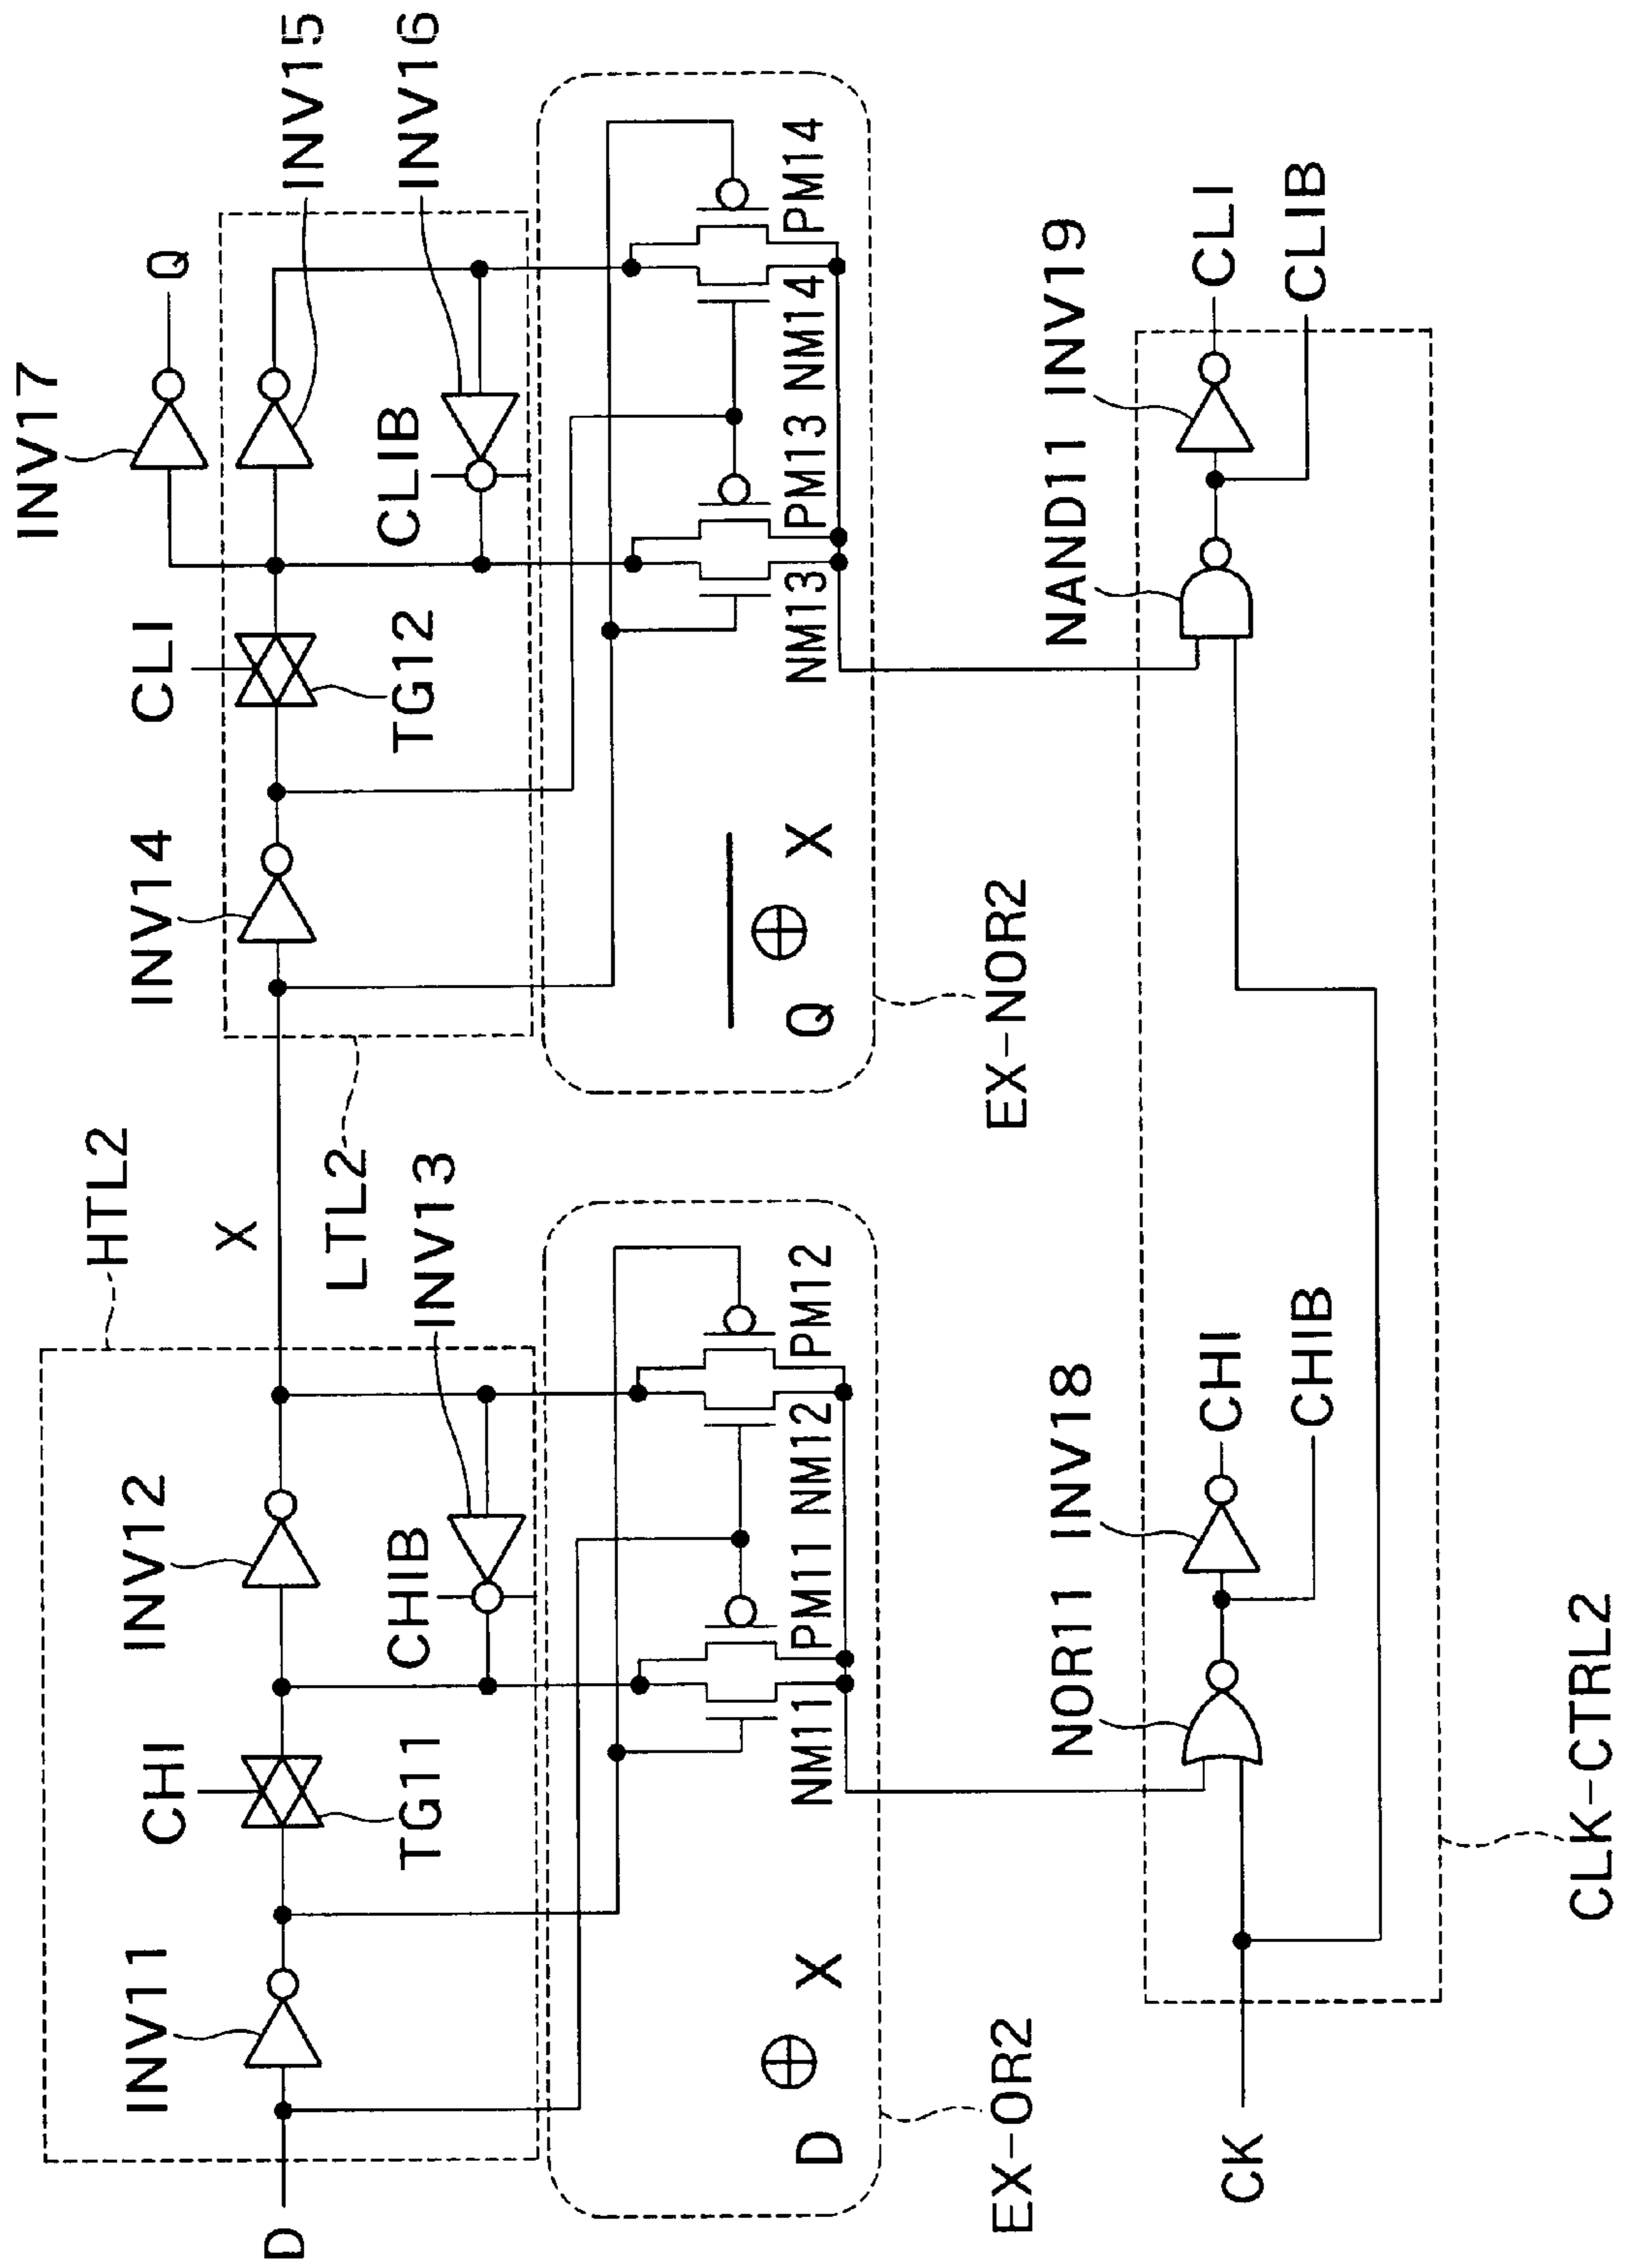 HTL2
INV17
INV11
CHI
INV12
INV14
CLI
Q
D
X
TG11
CHIB
INV13
LTL2
TG12
CLIB
INV15
INV16
D ⊕ X
NM11
PM11
NM12
PM12
Q ⊕ X
NM13
PM13
NM14
PM14
EX-OR2
EX-NOR2
NOR11
INV18
NAND11
INV19
CK
CHI
CHIB
CLI
CLIB
CLK-CTRL2